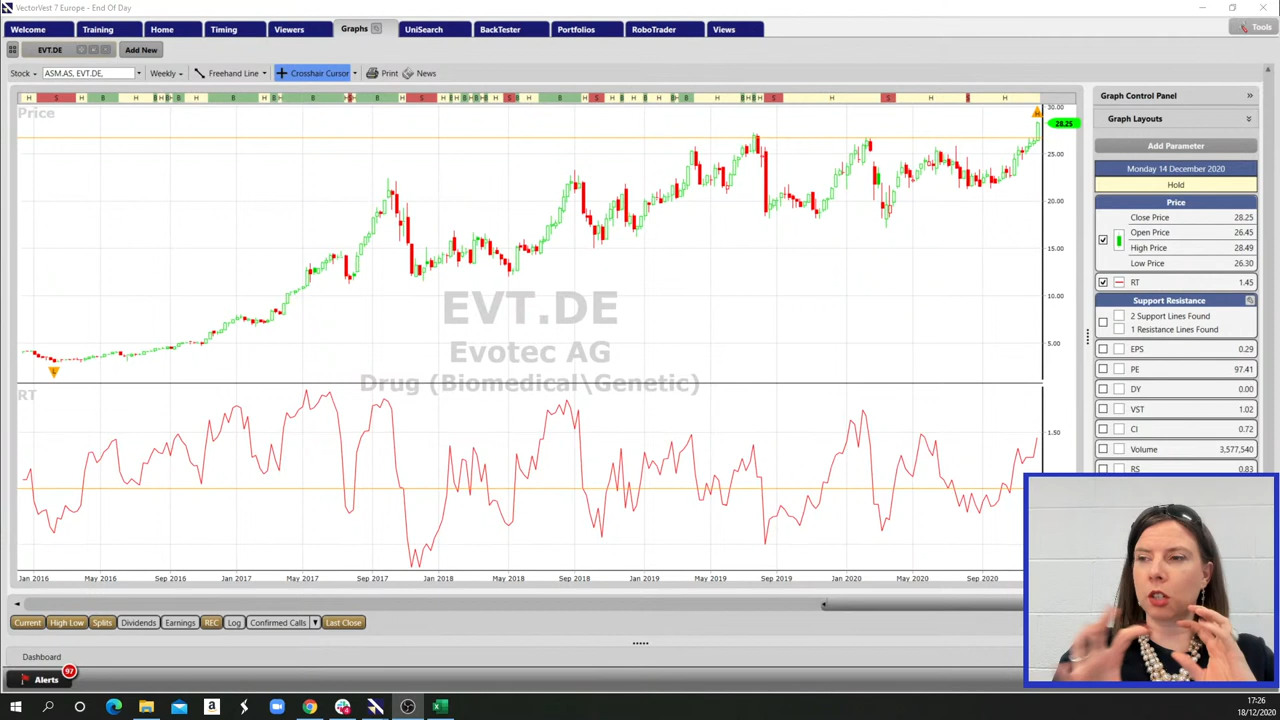 VectorVest 7 Europe - End Of Day
Welcome Training Home Timing Viewers Graphs UniSearch BackTester Portfolios RoboTrader Views Tools
EVT.DE Add New
Stock ASM.AS, EVT.DE, Weekly Freehand Line Crosshair Cursor Print News
H S H B H B H B H B H B H B H S H B H S B H S H B H B H B H B H S H S H S H
Price
30.00
28.25
25.00
20.00
15.00
10.00
5.00
EVT.DE
Evotec AG
Drug (Biomedical\Genetic)
L
RT
1.50
Jan 2016 May 2016 Sep 2016 Jan 2017 May 2017 Sep 2017 Jan 2018 May 2018 Sep 2018 Jan 2019 May 2019 Sep 2019 Jan 2020 May 2020 Sep 2020
Current High Low Splits Dividends Earnings REC Log Confirmed Calls Last Close
Graph Control Panel
Graph Layouts
Add Parameter
Monday 14 December 2020
Hold
Price
Close Price 28.25
Open Price 26.45
High Price 28.49
Low Price 26.30
RT 1.45
Support Resistance
2 Support Lines Found
1 Resistance Lines Found
EPS 0.29
PE 97.41
DY 0.00
VST 1.02
CI 0.72
Volume 3,577,540
RS 0.83
Dashboard
Alerts 97
17:26
18/12/2020